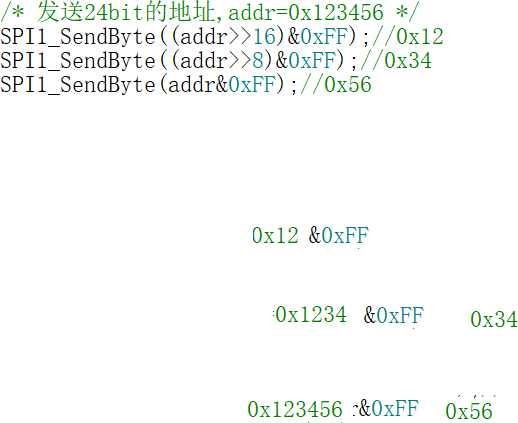 /* 发送24bit的地址,addr=0x123456 */
SPI1_SendByte((addr>>16)&0xFF);//0x12
SPI1_SendByte((addr>>8)&0xFF);//0x34
SPI1_SendByte(addr&0xFF);//0x56
0x12 &0xFF
0x1234 &0xFF 0x34
0x123456 r&0xFF 0x56